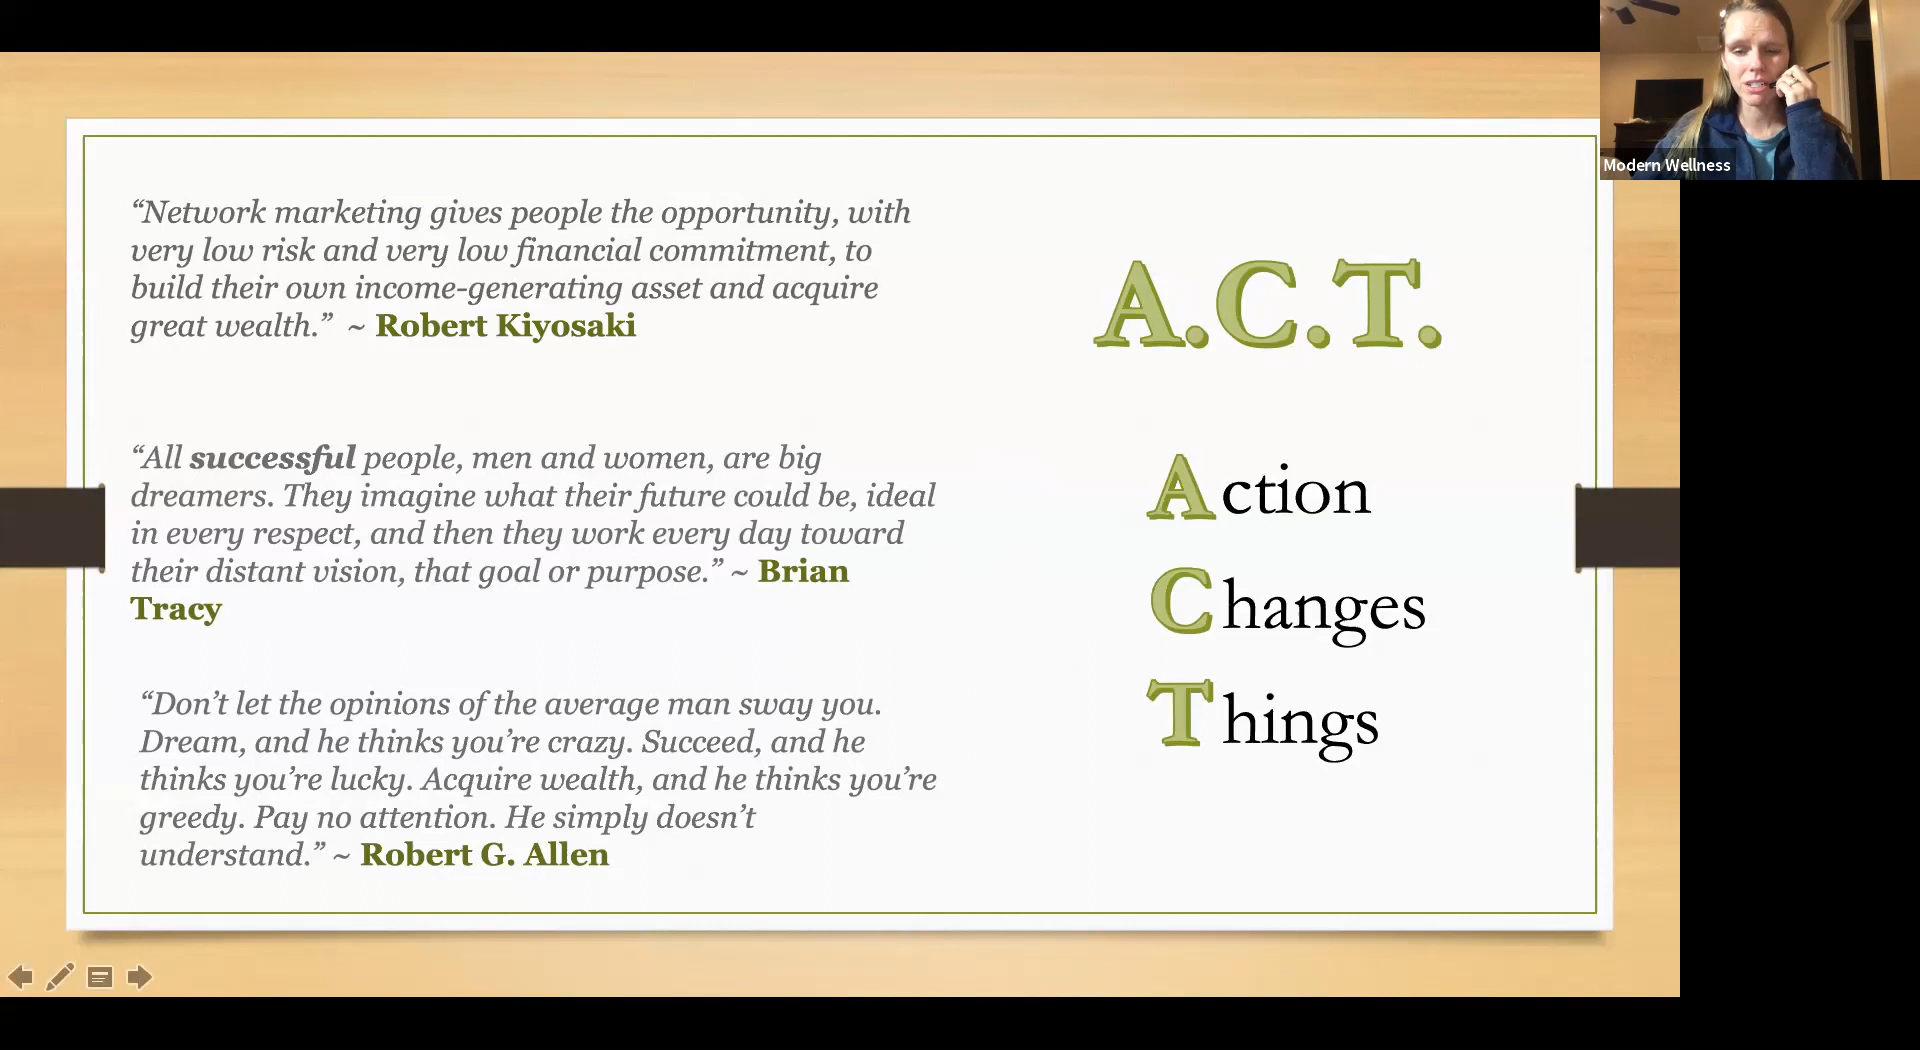 “Network marketing gives people the opportunity, with
very low risk and very low financial commitment, to
build their own income-generating asset and acquire
great wealth.” ~ Robert Kiyosaki
“All successful people, men and women, are big
dreamers. They imagine what their future could be, ideal
in every respect, and then they work every day toward
their distant vision, that goal or purpose.” ~ Brian
Tracy
“Don’t let the opinions of the average man sway you.
Dream, and he thinks you’re crazy. Succeed, and he
thinks you’re lucky. Acquire wealth, and he thinks you’re
greedy. Pay no attention. He simply doesn’t
understand.” ~ Robert G. Allen
A.C.T.
Action
Changes
Things
Modern Wellness